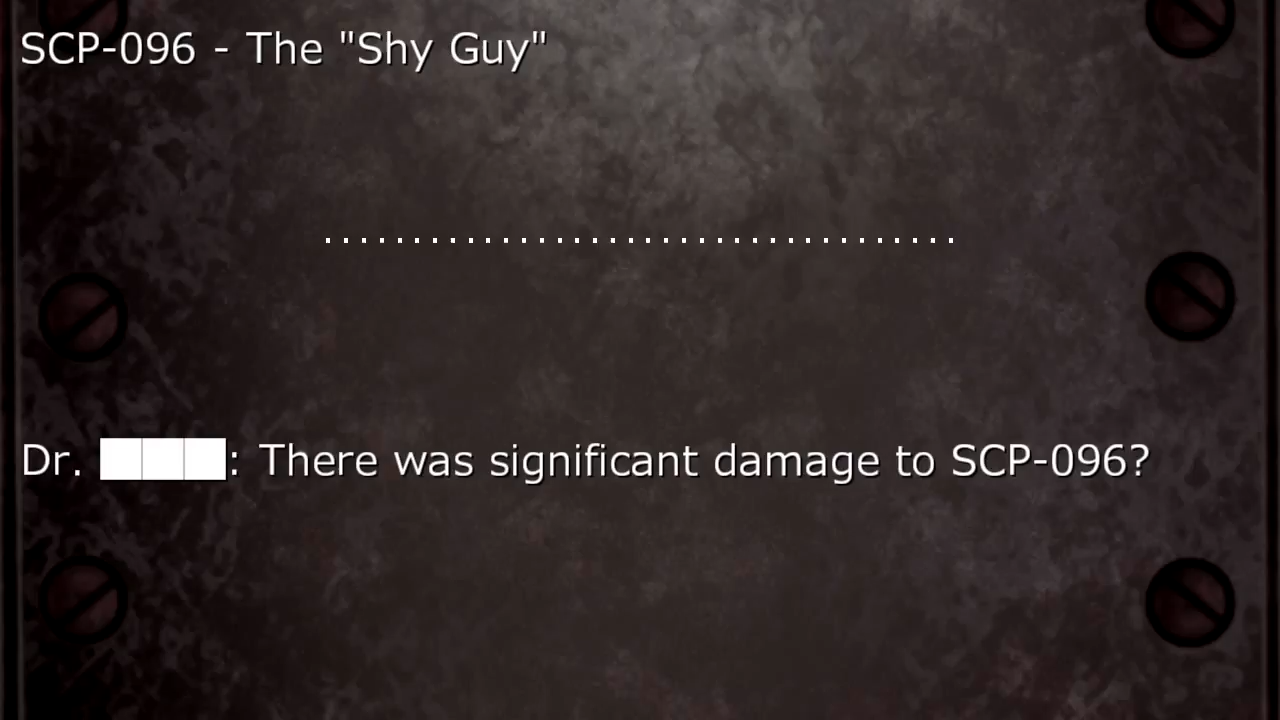 SCP-096 - The "Shy Guy"
....................................
Dr. ███: There was significant damage to SCP-096?